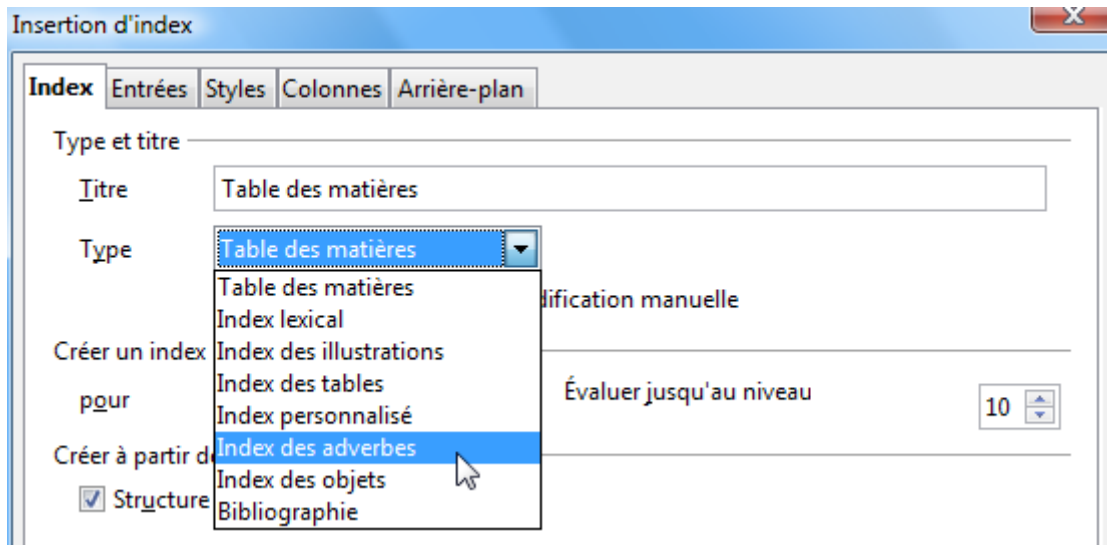 Insertion d'index
Index Entrées Styles Colonnes Arrière-plan
Type et titre
Titre Table des matières
Type Table des matières
Table des matières
dification manuelle
Index lexical
Créer un index
Index des illustrations
Index des tables
pour
Évaluer jusqu'au niveau
10
Index personnalisé
Créer à partir de
Index des adverbes
Index des objets
Structure
Bibliographie